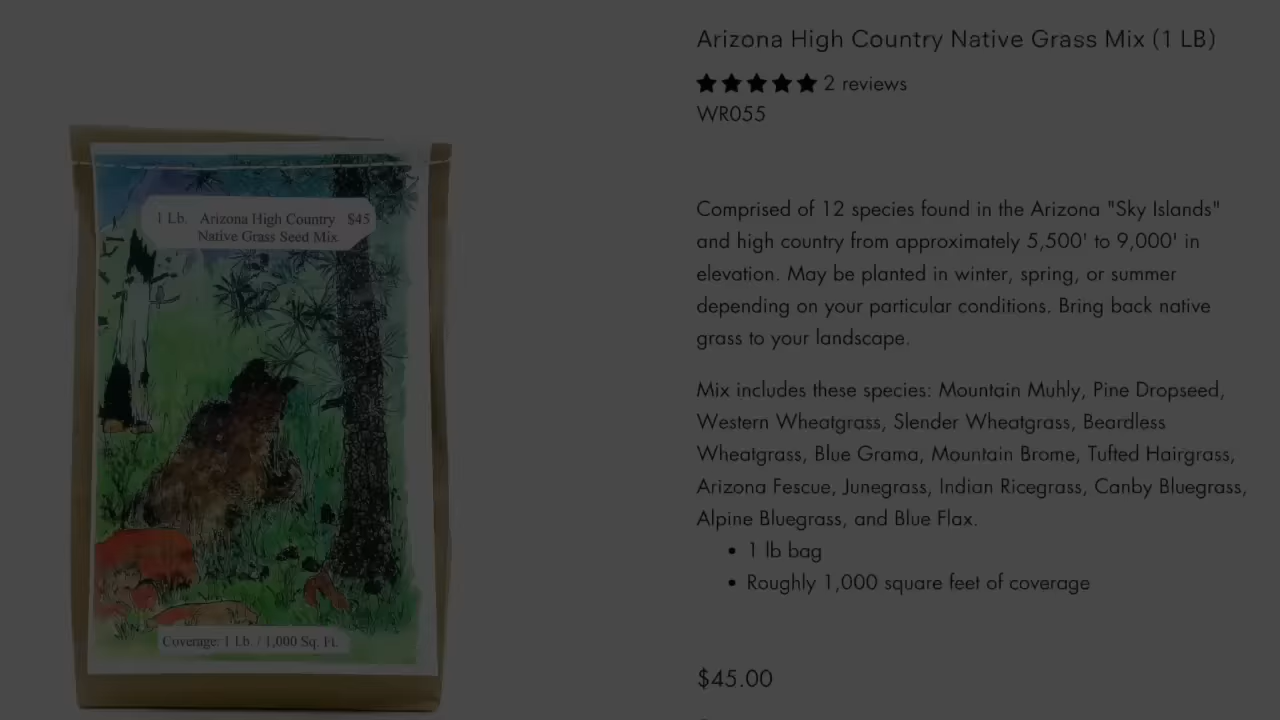 Arizona High Country Native Grass Mix (1 LB)
2 reviews
WR055
1 Lb. Arizona High Country $45
Native Grass Seed Mix
Coverage: 1 Lb. / 1,000 Sq. Ft.
Comprised of 12 species found in the Arizona "Sky Islands"
and high country from approximately 5,500' to 9,000' in
elevation. May be planted in winter, spring, or summer
depending on your particular conditions. Bring back native
grass to your landscape.
Mix includes these species: Mountain Muhly, Pine Dropseed,
Western Wheatgrass, Slender Wheatgrass, Beardless
Wheatgrass, Blue Grama, Mountain Brome, Tufted Hairgrass,
Arizona Fescue, Junegrass, Indian Ricegrass, Canby Bluegrass,
Alpine Bluegrass, and Blue Flax.
• 1 lb bag
• Roughly 1,000 square feet of coverage
$45.00